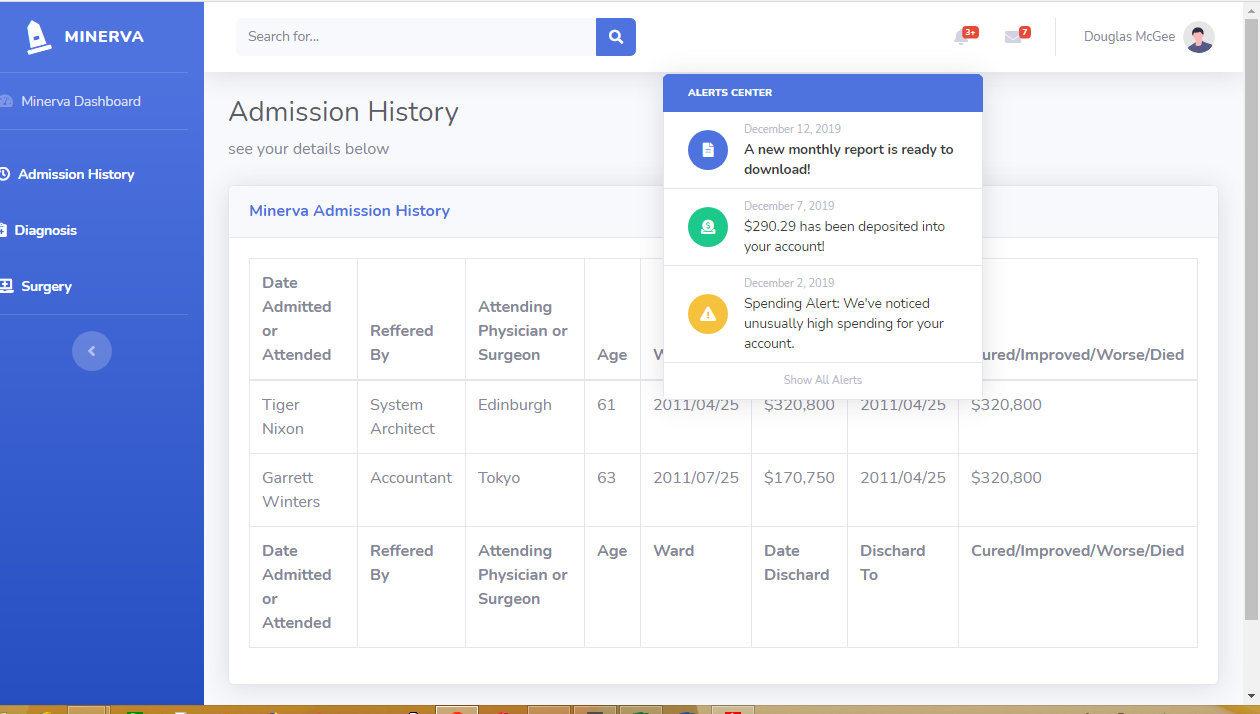 MINERVA
Search for...
3+
7
Douglas McGee
Minerva Dashboard
Admission History
Diagnosis
Surgery
Admission History
see your details below
ALERTS CENTER
December 12, 2019
A new monthly report is ready to
download!
December 7, 2019
$290.29 has been deposited into
your account!
December 2, 2019
Spending Alert: We've noticed
unusually high spending for your
account.
Show All Alerts
Minerva Admission History
Date
Admitted
or
Attended
Reffered
By
Attending
Physician or
Surgeon
Age
ured/Improved/Worse/Died
Tiger
Nixon
System
Architect
Edinburgh
61
2011/04/25
$320,800
2011/04/25
$320,800
Garrett
Winters
Accountant
Tokyo
63
2011/07/25
$170,750
2011/04/25
$320,800
Date
Admitted
or
Attended
Reffered
By
Attending
Physician or
Surgeon
Age
Ward
Date
Dischard
Dischard
To
Cured/Improved/Worse/Died